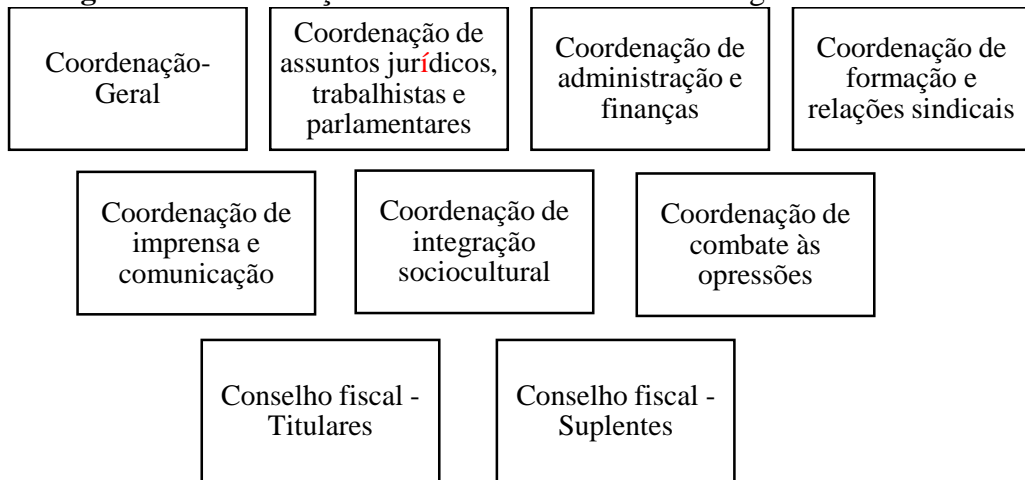 Coordenação-
Geral
Coordenação de
assuntos jurídicos,
trabalhistas e
parlamentares
Coordenação de
administração e
finanças
Coordenação de
formação e
relações sindicais
Coordenação de
imprensa e
comunicação
Coordenação de
integração
sociocultural
Coordenação de
combate às
opressões
Conselho fiscal -
Titulares
Conselho fiscal -
Suplentes